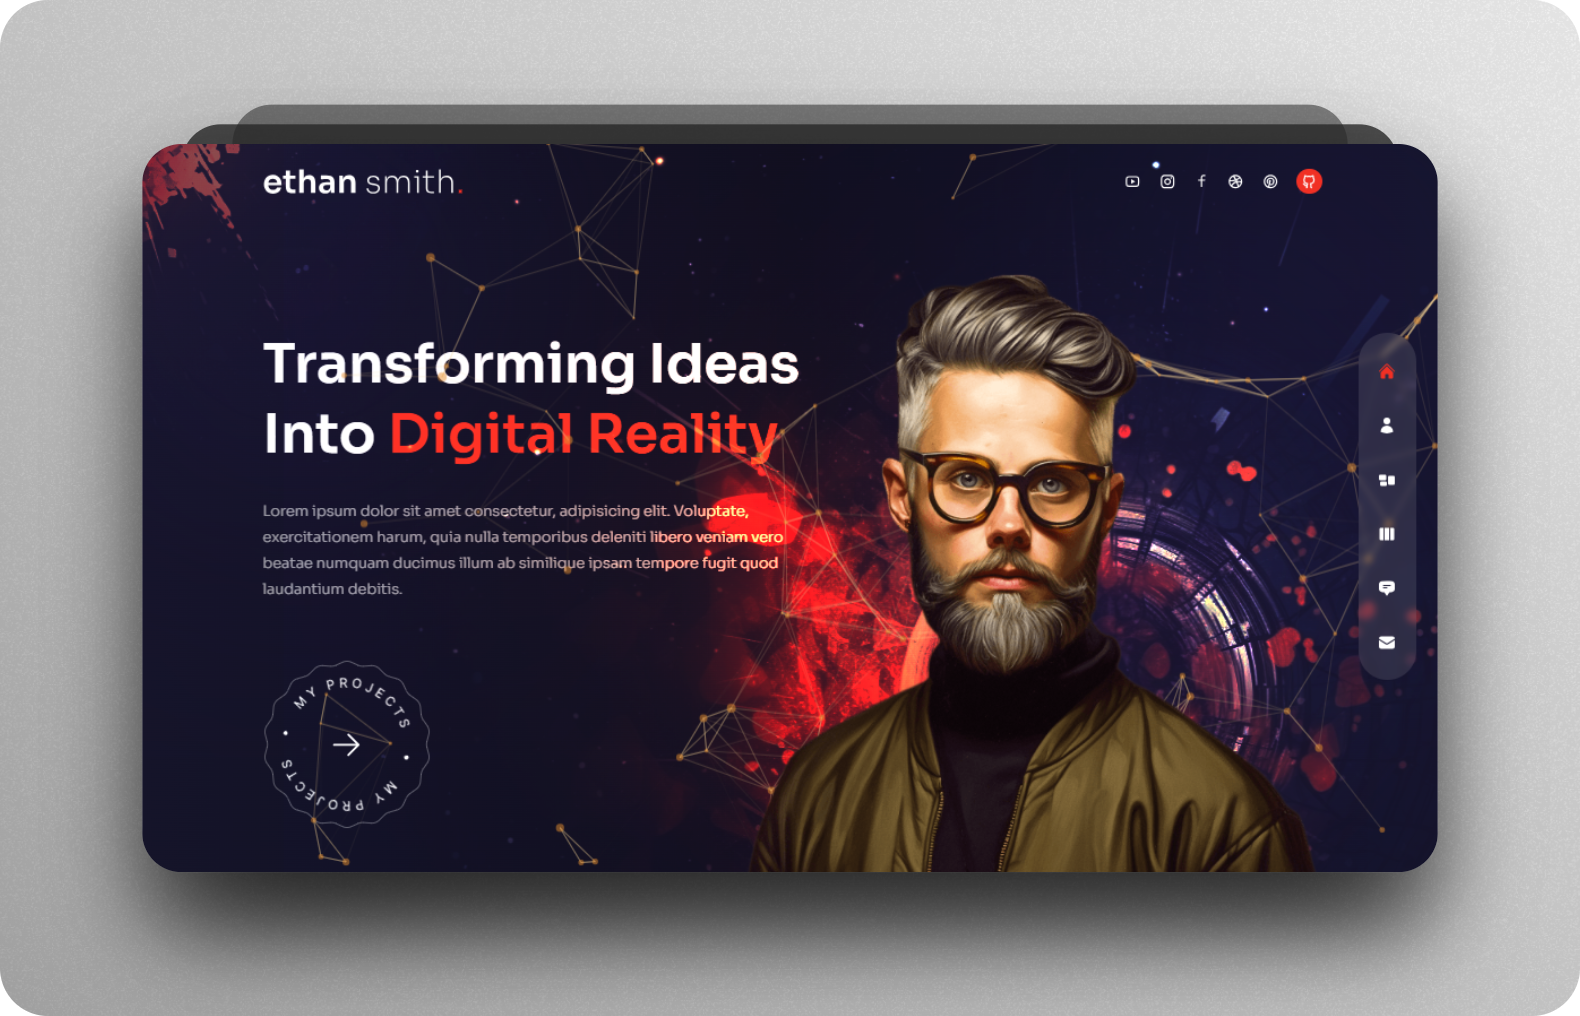 ethan smith.
Transforming Ideas
Into Digital Reality
Lorem ipsum dolor sit amet consectetur, adipisicing elit. Voluptate,
exercitationem harum, quia nulla temporibus deleniti libero veniam vero
beatae numquam ducimus illum ab similique ipsam tempore fugit quod
laudantium debitis.
MY PROJECTS • MY PROJECTS •